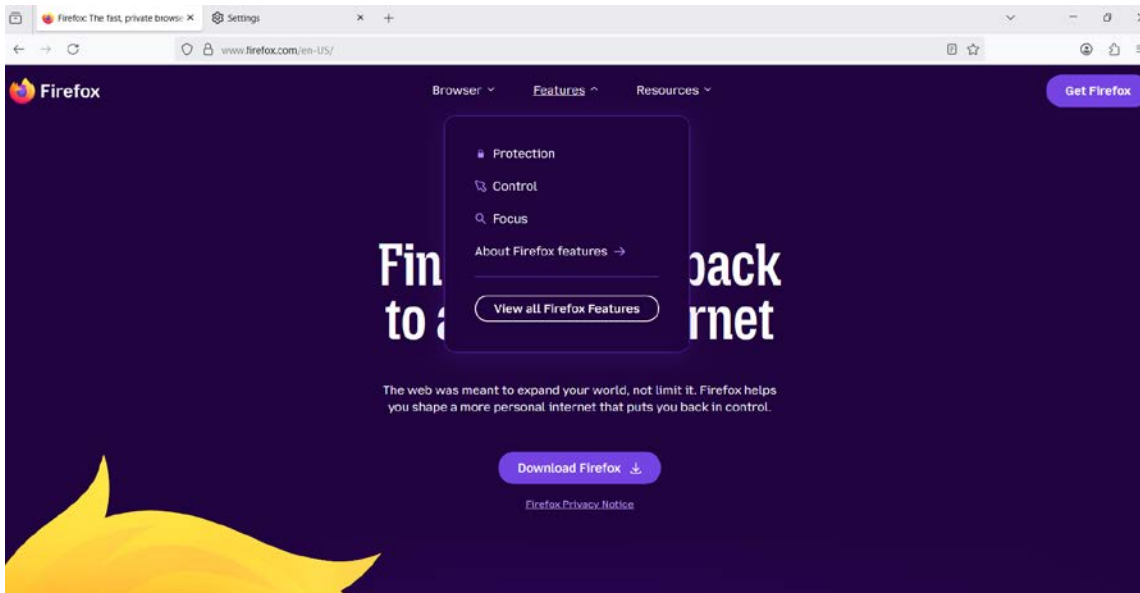 Firefox: The fast, private browse
Settings
www.firefox.com/en-US/
Firefox
Browser
Features
Resources
Get Firefox
Protection
Control
Focus
About Firefox features →
View all Firefox Features
Fin back
to a rnet
The web was meant to expand your world, not limit it. Firefox helps
you shape a more personal internet that puts you back in control.
Download Firefox
Firefox Privacy Notice